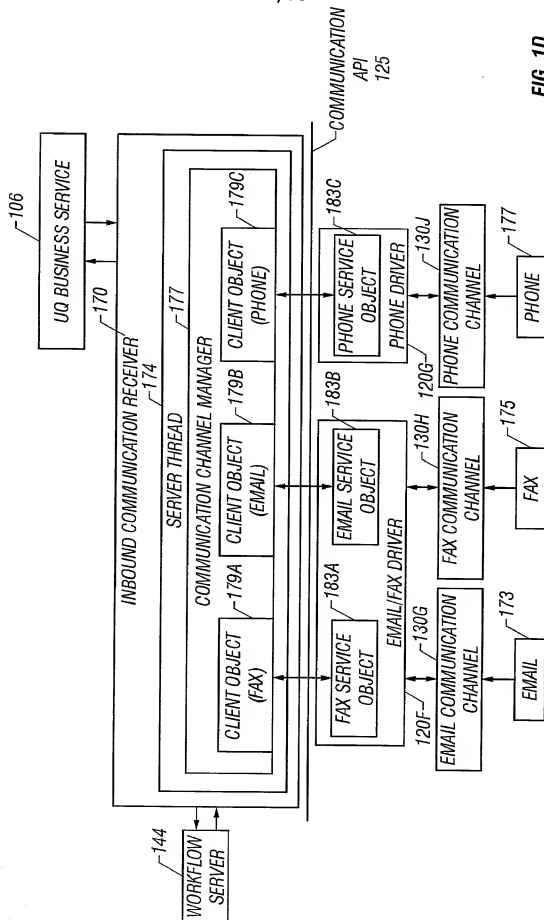 106
UQ BUSINESS SERVICE
170
INBOUND COMMUNICATION RECEIVER
174
SERVER THREAD
177
COMMUNICATION CHANNEL MANAGER
179A
CLIENT OBJECT
(FAX)
179B
CLIENT OBJECT
(EMAIL)
179C
CLIENT OBJECT
(PHONE)
144
WORKFLOW
SERVER
COMMUNICATION
API
125
183A
FAX SERVICE
OBJECT
183B
EMAIL SERVICE
OBJECT
EMAIL/FAX DRIVER
183C
PHONE SERVICE
OBJECT
PHONE DRIVER
120F
130G
EMAIL COMMUNICATION
CHANNEL
130H
FAX COMMUNICATION
CHANNEL
120G
130J
PHONE COMMUNICATION
CHANNEL
173
EMAIL
175
FAX
177
PHONE
FIG. 1D